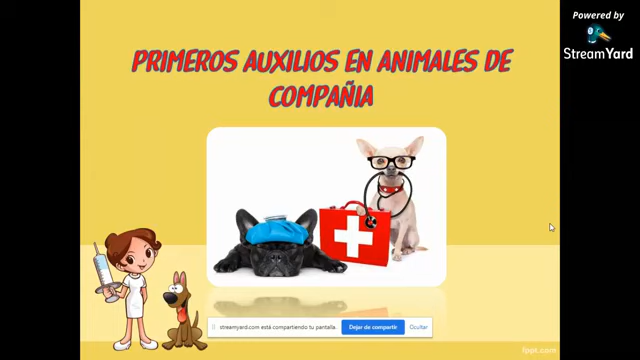 Powered by
StreamYard
PRIMEROS AUXILIOS EN ANIMALES DE
COMPAÑIA
streamyard.com está compartiendo tu pantalla.
Dejar de compartir
Ocultar
fppt.com